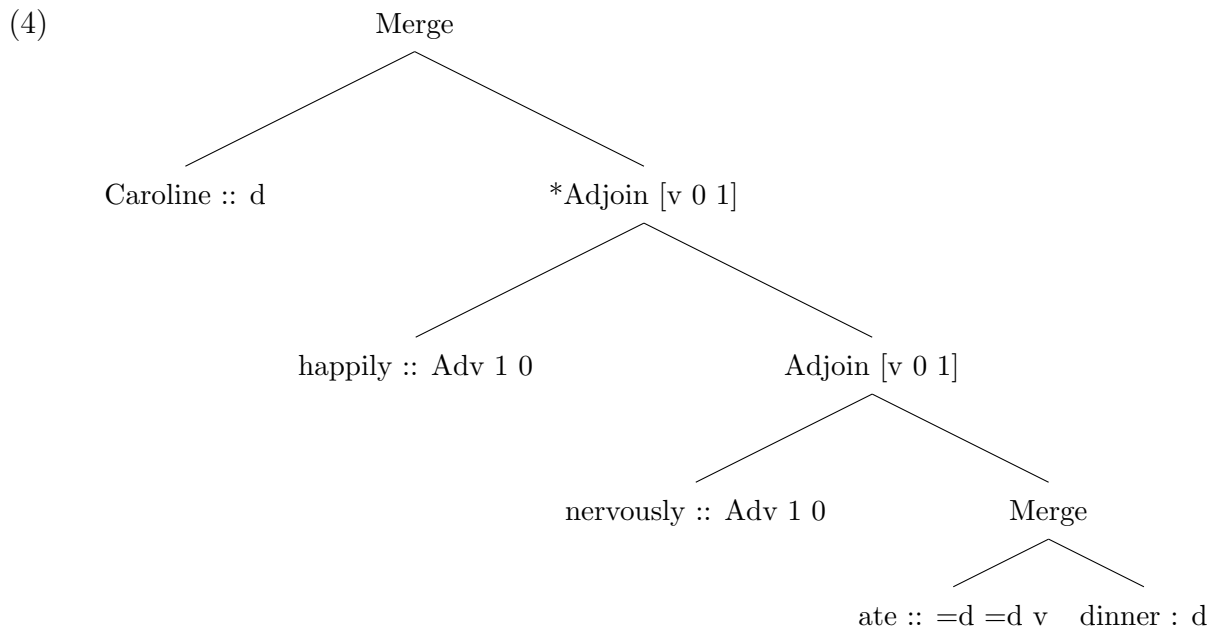 (4) Merge
Caroline :: d *Adjoin [v 0 1]
happily :: Adv 1 0 Adjoin [v 0 1]
nervously :: Adv 1 0 Merge
ate :: =d =d v dinner : d